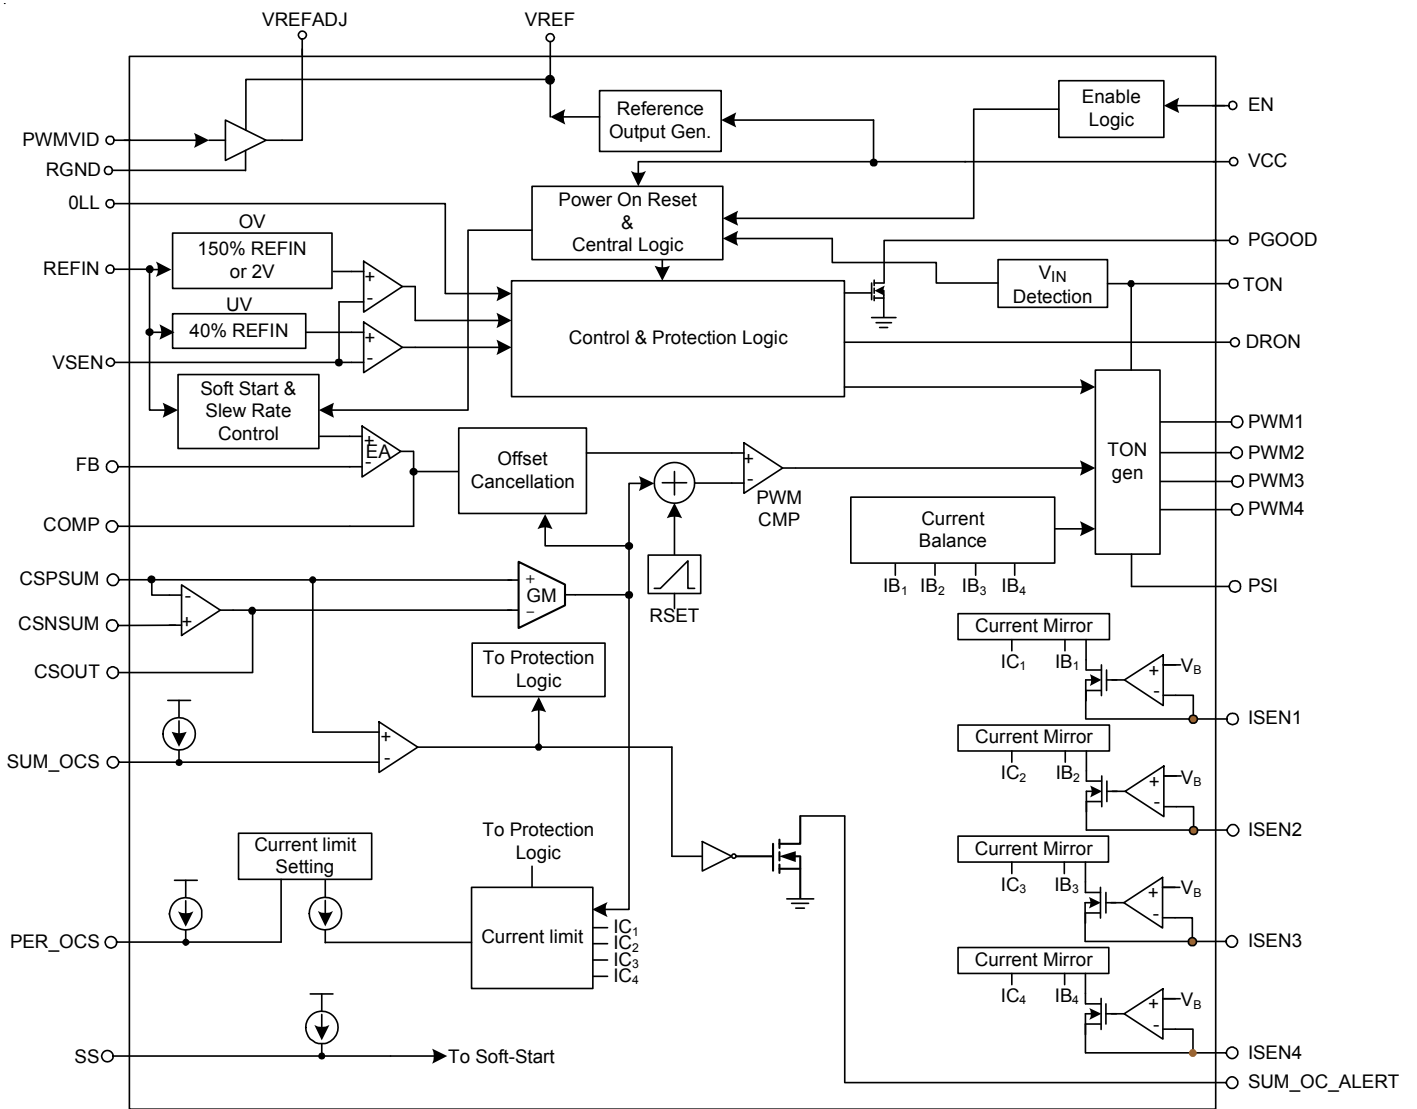 VREFADJ
VREF
PWMVID
RGND
0LL
REFIN
VSEN
FB
COMP
CSPSUM
CSNSUM
CSOUT
SUM_OCS
PER_OCS
SS
OV
150% REFIN
or 2V
UV
40% REFIN
Soft Start &
Slew Rate
Control
+
-
+
-
+
EA
-
Reference
Output Gen.
Enable
Logic
Power On Reset
&
Central Logic
VIN
Detection
Control & Protection Logic
Offset
Cancellation
+
+
-
PWM
CMP
TON
gen
Current
Balance
IB1 IB2 IB3 IB4
RSET
-
+
+
GM
-
To Protection
Logic
+
-
Current limit
Setting
To Protection
Logic
Current limit
IC1
IC2
IC3
IC4
To Soft-Start
Current Mirror
IC1 IB1
+
-
VB
Current Mirror
IC2 IB2
+
-
VB
Current Mirror
IC3 IB3
+
-
VB
Current Mirror
IC4 IB4
+
-
VB
EN
VCC
PGOOD
TON
DRON
PWM1
PWM2
PWM3
PWM4
PSI
ISEN1
ISEN2
ISEN3
ISEN4
SUM_OC_ALERT